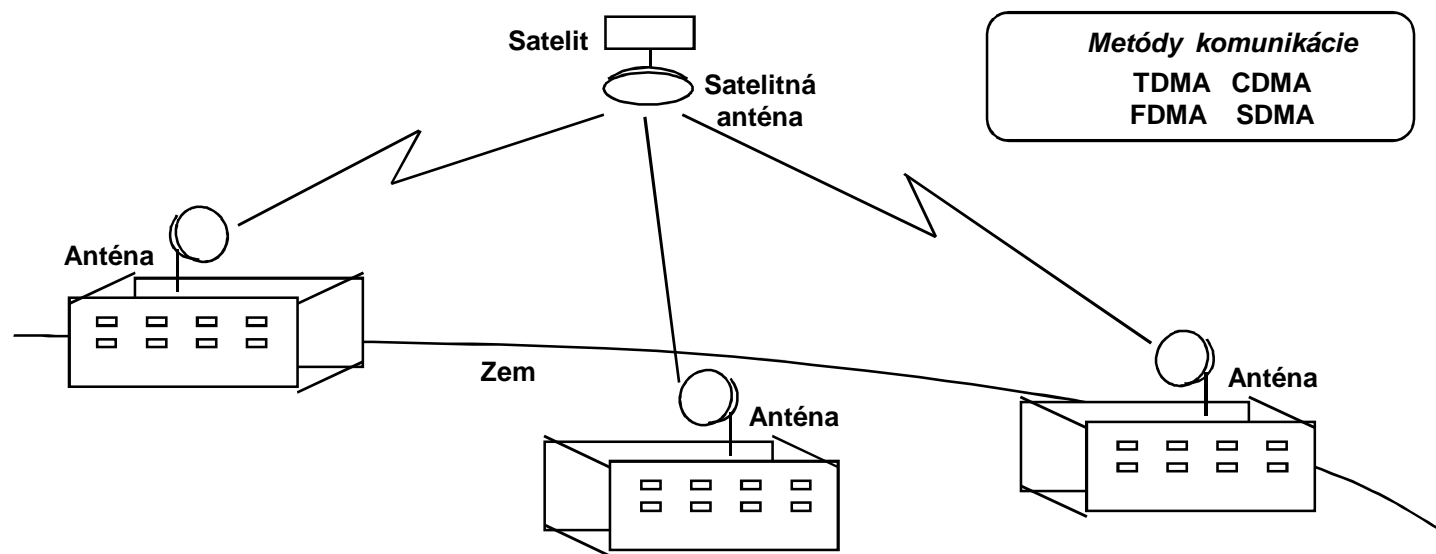 Satelit
Satelitná
anténa
Metódy komunikácie
TDMA CDMA
FDMA SDMA
Anténa
Zem
Anténa
Anténa